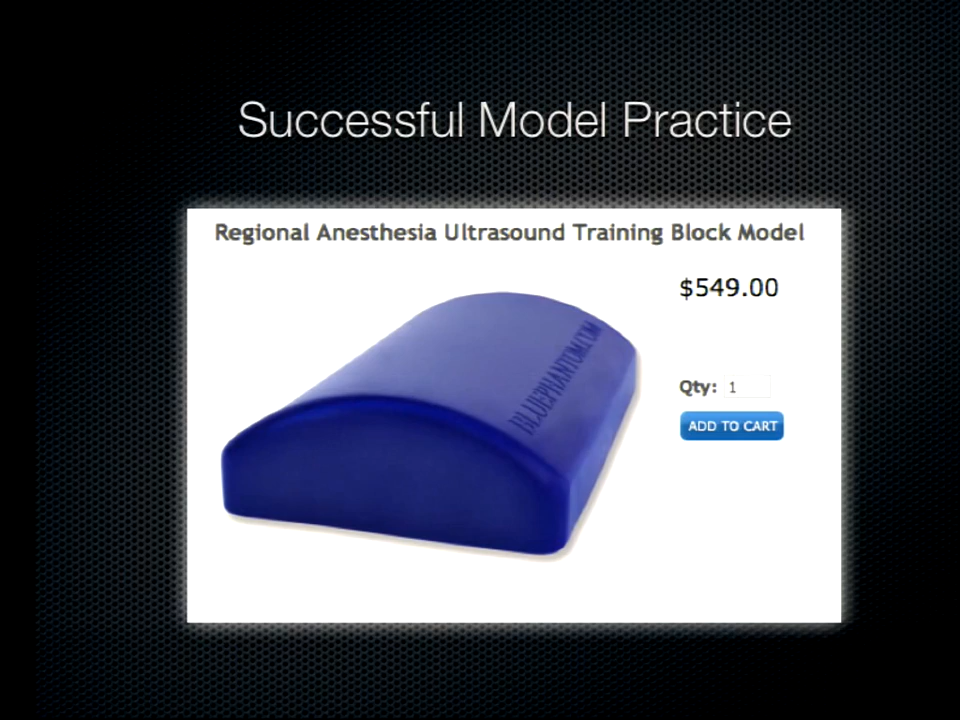 Successful Model Practice
Regional Anesthesia Ultrasound Training Block Model
$549.00
BLUEPHANTOM.COM
Qty: 1
ADD TO CART